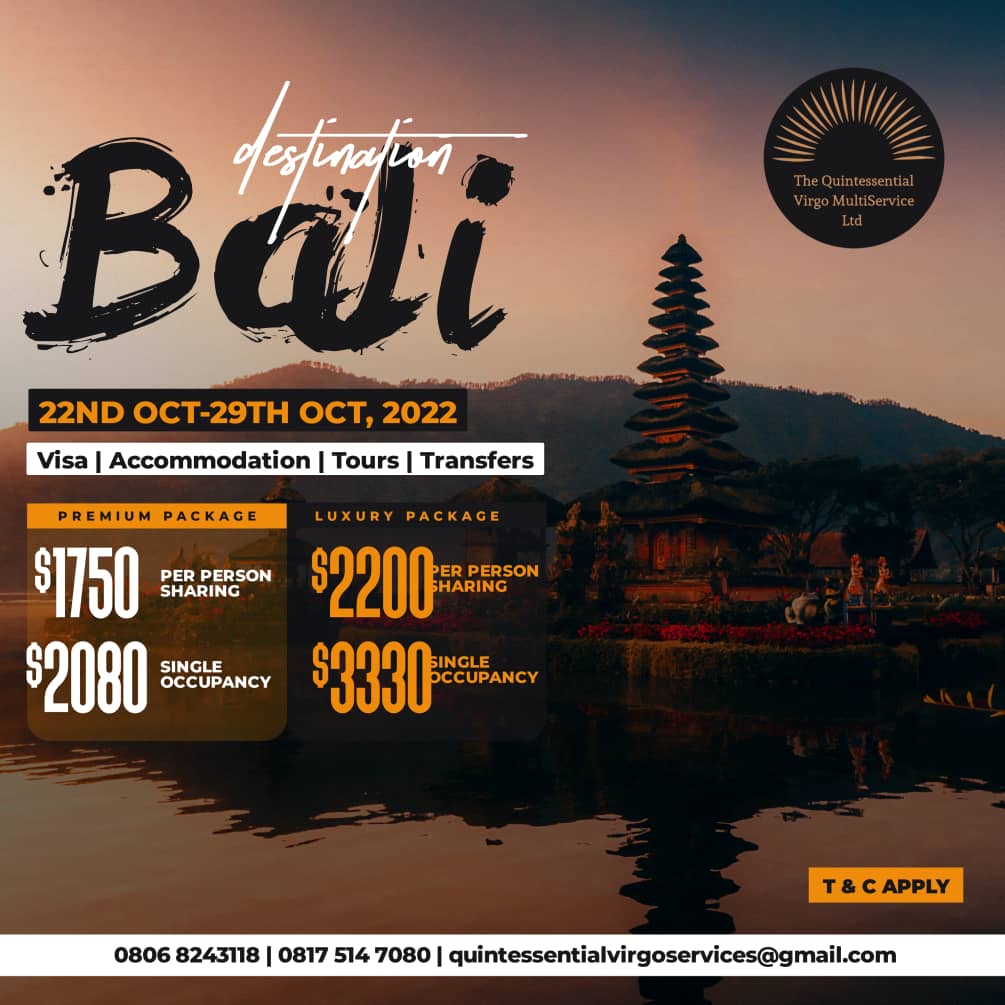 destination
Bali
The Quintessential
Virgo MultiService
Ltd
22ND OCT-29TH OCT, 2022
Visa | Accommodation | Tours | Transfers
PREMIUM PACKAGE
$1750 PER PERSON
SHARING
$2080 SINGLE
OCCUPANCY
LUXURY PACKAGE
$2200 PER PERSON
SHARING
$3330 SINGLE
OCCUPANCY
T & C APPLY
0806 8243118 | 0817 514 7080 | quintessentialvirgoservices@gmail.com